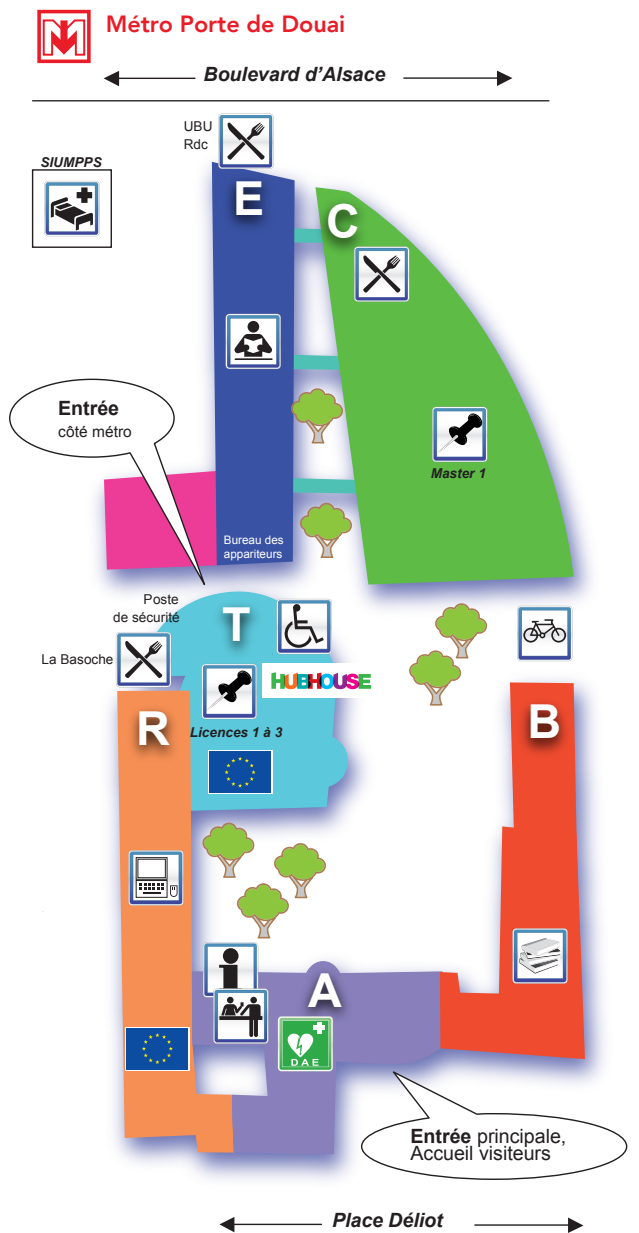 Métro Porte de Douai
Boulevard d'Alsace
UBU
Rdc
SIUMPPS
E
C
Entrée
côté métro
Master 1
Bureau des
appariteurs
Poste
de sécurité
T
La Basoche
HUBHOUSE
R
Licences 1 à 3
B
A
DAE
Entrée principale,
Accueil visiteurs
Place Déliot